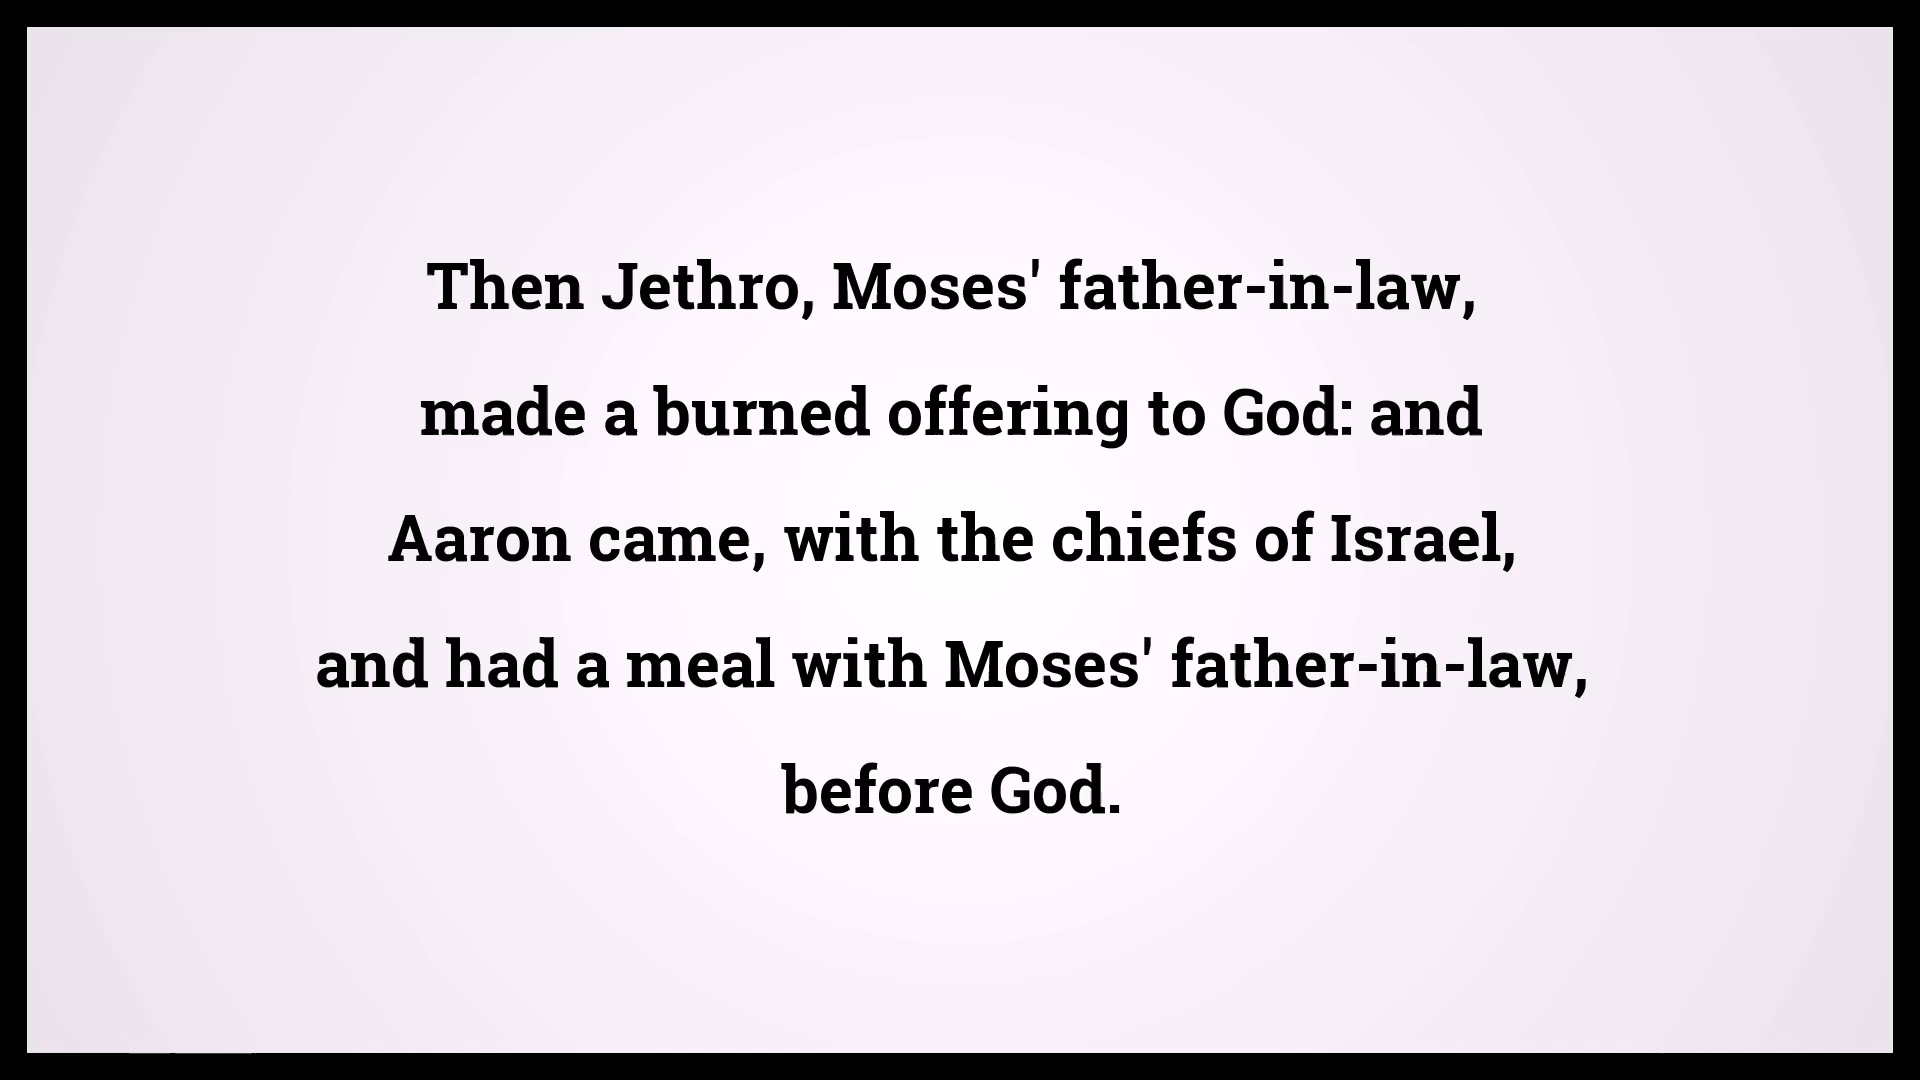 Then Jethro, Moses' father-in-law,
made a burned offering to God: and
Aaron came, with the chiefs of Israel,
and had a meal with Moses' father-in-law,
before God.